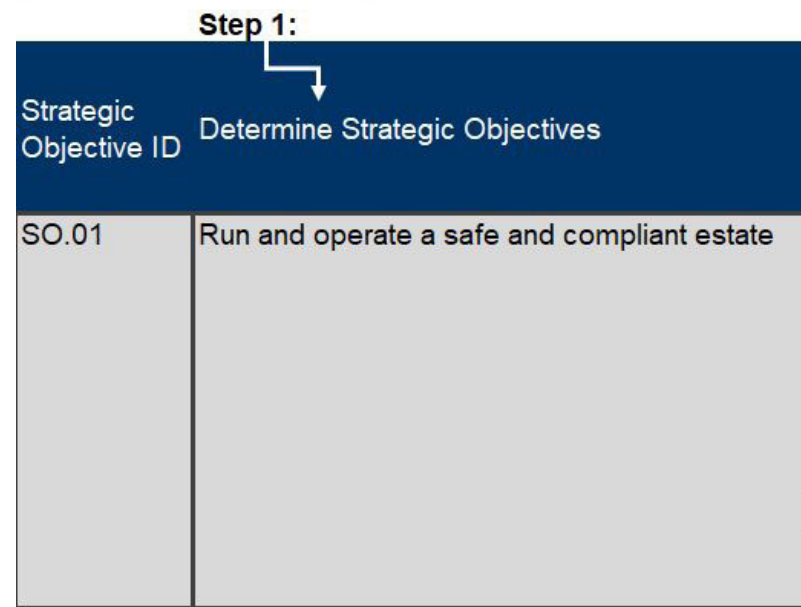 Step 1:
Strategic
Objective ID
Determine Strategic Objectives
SO.01
Run and operate a safe and compliant estate